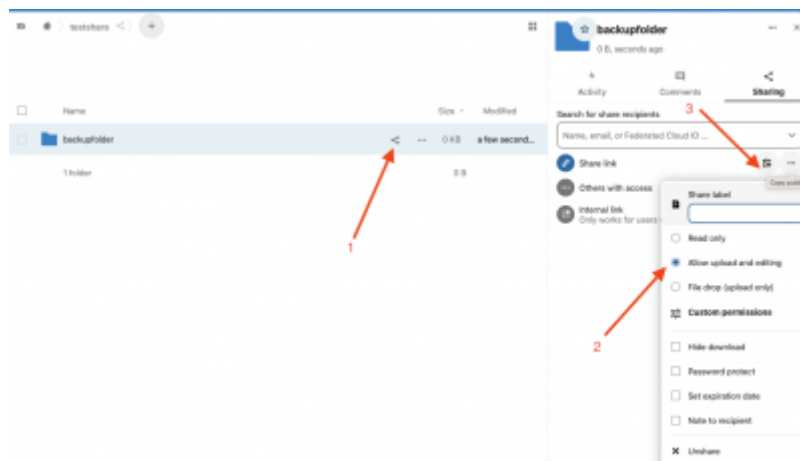 testshare
backupfolder
0 B, seconds ago
Activity
Comments
Sharing
Name
Size
Modified
Search for share recipients
3
Name, email, or Federated Cloud ID ...
backupfolder
0 KB
a few second...
Share link
1 folder
0 B
Others with access
Share label
Internal link
Only works for users
Read only
1
Allow upload and editing
File drop (upload only)
Custom permissions
2
Hide download
Password protect
Set expiration date
Note to recipient
Unshare